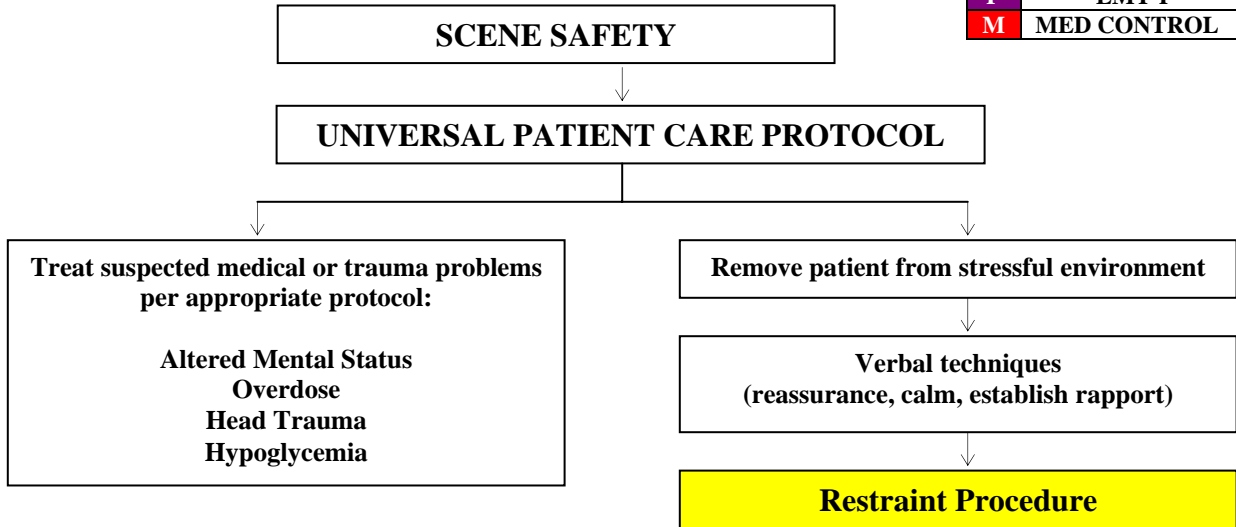 SCENE SAFETY
M MED CONTROL
UNIVERSAL PATIENT CARE PROTOCOL
Treat suspected medical or trauma problems
per appropriate protocol:
Altered Mental Status
Overdose
Head Trauma
Hypoglycemia
Remove patient from stressful environment
Verbal techniques
(reassurance, calm, establish rapport)
Restraint Procedure